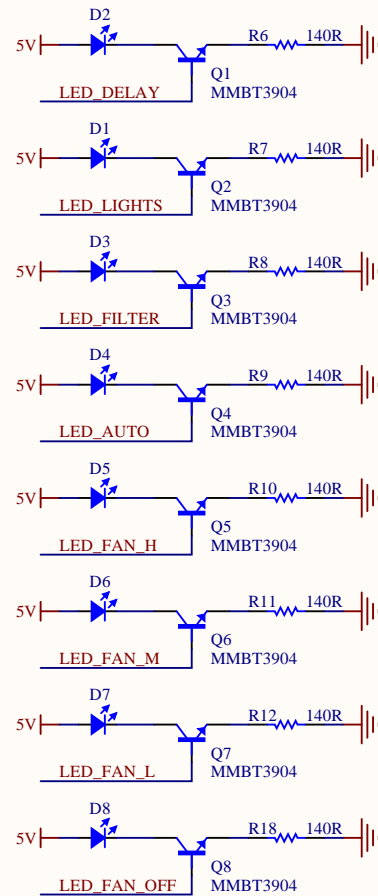 D2
R6 140R
5V
Q1
LED_DELAY MMBT3904
D1
R7 140R
5V
Q2
LED_LIGHTS MMBT3904
D3
R8 140R
5V
Q3
LED_FILTER MMBT3904
D4
R9 140R
5V
Q4
LED_AUTO MMBT3904
D5
R10 140R
5V
Q5
LED_FAN_H MMBT3904
D6
R11 140R
5V
Q6
LED_FAN_M MMBT3904
D7
R12 140R
5V
Q7
LED_FAN_L MMBT3904
D8
R18 140R
5V
Q8
LED_FAN_OFF MMBT3904